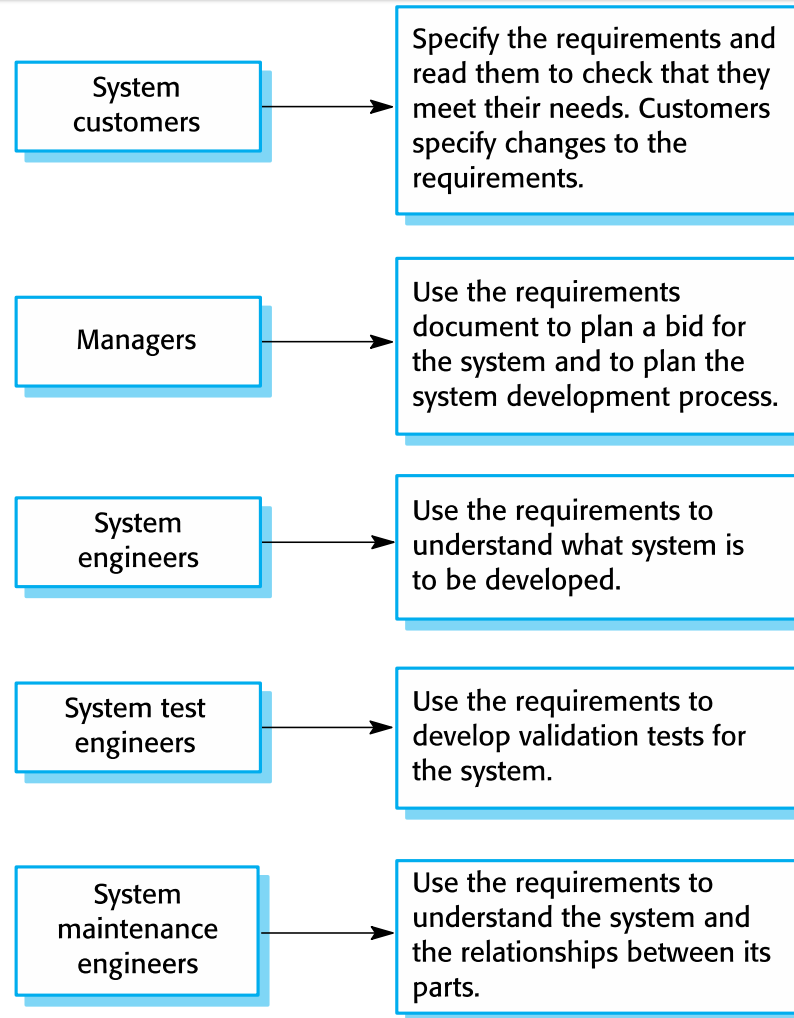 System
customers
Specify the requirements and
read them to check that they
meet their needs. Customers
specify changes to the
requirements.
Managers
Use the requirements
document to plan a bid for
the system and to plan the
system development process.
System
engineers
Use the requirements to
understand what system is
to be developed.
System test
engineers
Use the requirements to
develop validation tests for
the system.
System
maintenance
engineers
Use the requirements to
understand the system and
the relationships between its
parts.